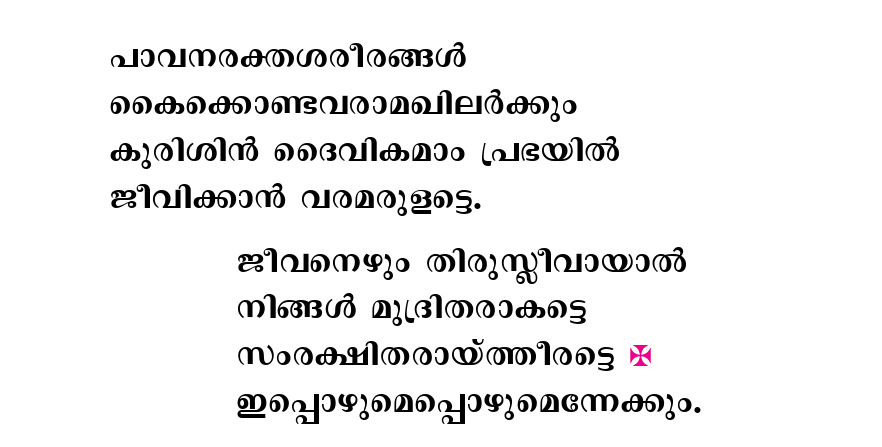 പാവനരക്തശരീരങ്ങൾ
കൈക്കൊണ്ടവരാമഖിലർക്കും
കുരിശിൻ ദൈവികമാം പ്രഭയിൽ
ജീവിക്കാൻ വരമരുളട്ടെ.
ജീവനെഴും തിരുസ്ലീവായാൽ
നിങ്ങൾ മുദ്രിതരാകട്ടെ
സംരക്ഷിതരായ്ത്തീരട്ടെ ✠
ഇപ്പൊഴുമെപ്പൊഴുമെന്നേക്കും.